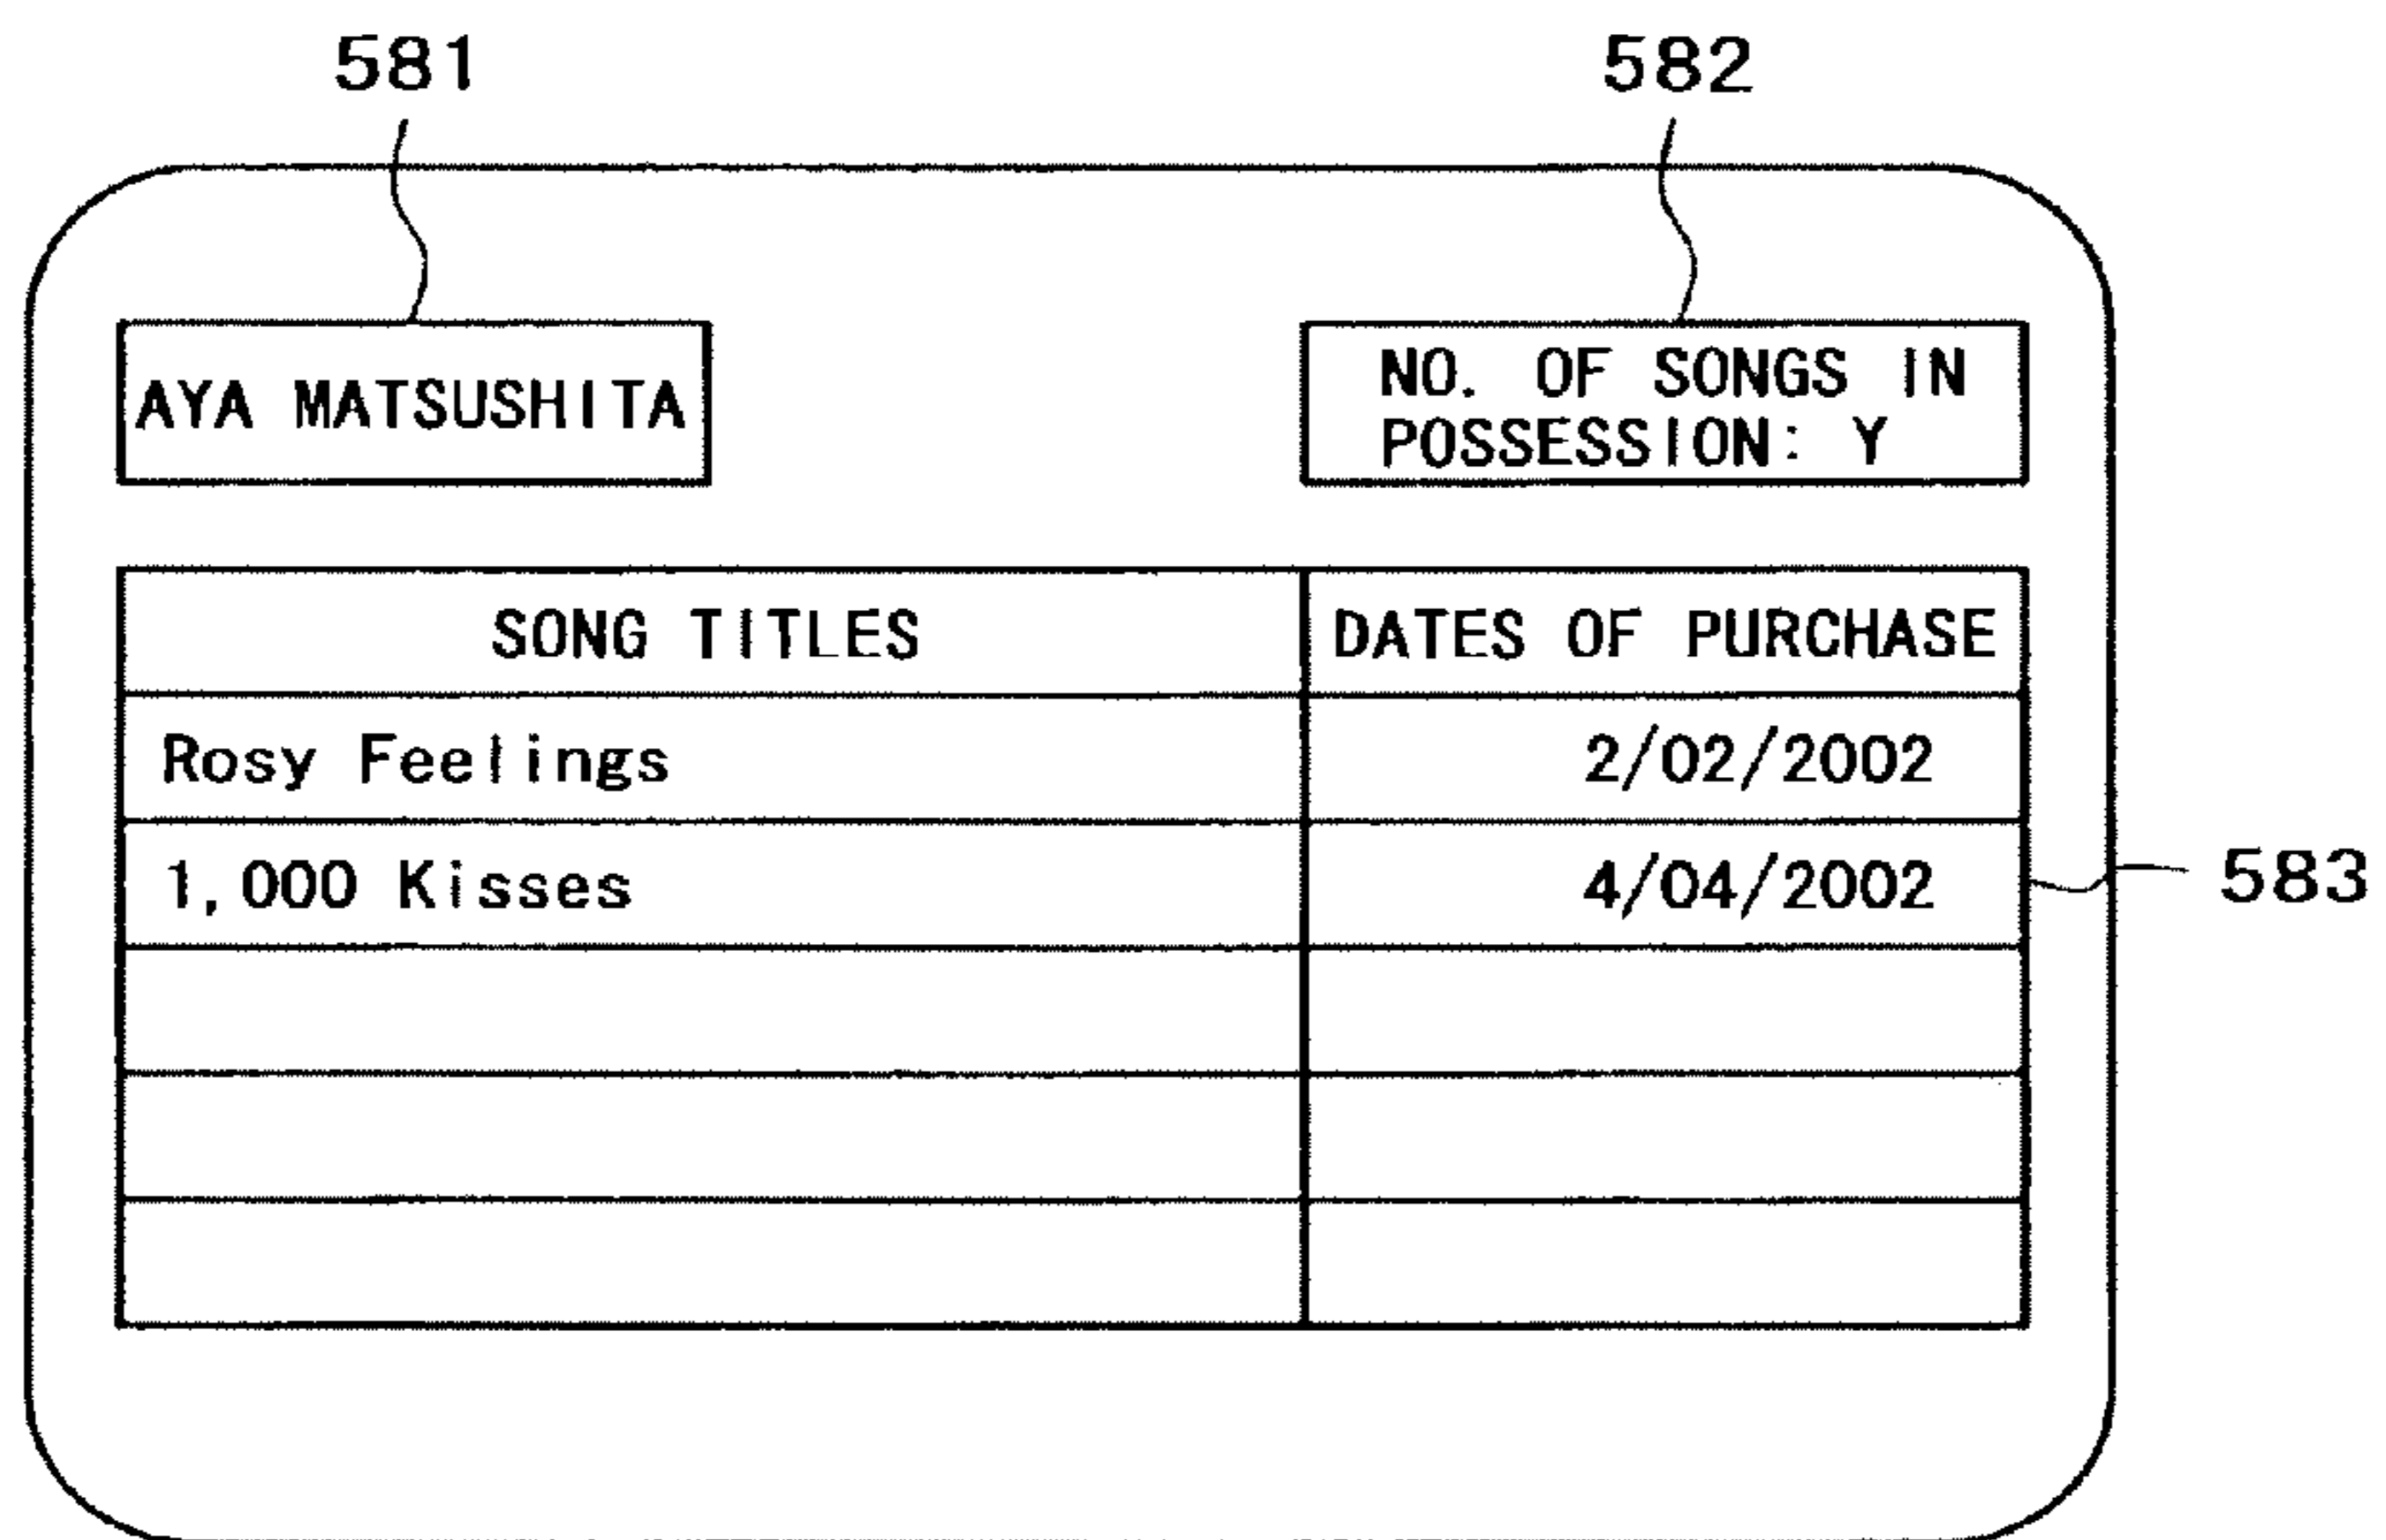 581 582
AYA MATSUSHITA
NO. OF SONGS IN
POSSESSION: Y
SONG TITLES DATES OF PURCHASE
Rosy Feelings 2/02/2002
1,000 Kisses 4/04/2002
583